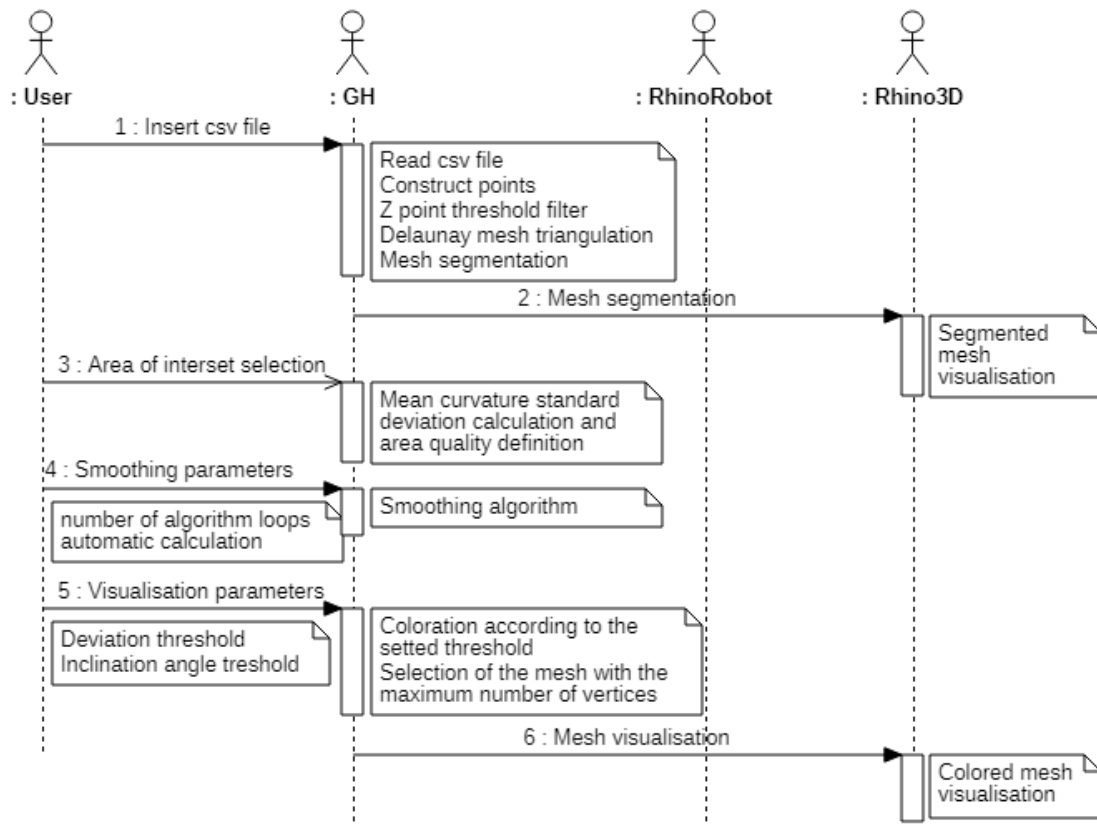 : User
: GH
: RhinoRobot
: Rhino3D
1 : Insert csv file
Read csv file
Construct points
Z point threshold filter
Delaunay mesh triangulation
Mesh segmentation
2 : Mesh segmentation
Segmented
mesh
visualisation
3 : Area of interset selection
Mean curvature standard
deviation calculation and
area quality definition
4 : Smoothing parameters
Smoothing algorithm
number of algorithm loops
automatic calculation
5 : Visualisation parameters
Deviation threshold
Inclination angle treshold
Coloration according to the
setted threshold
Selection of the mesh with the
maximum number of vertices
6 : Mesh visualisation
Colored mesh
visualisation